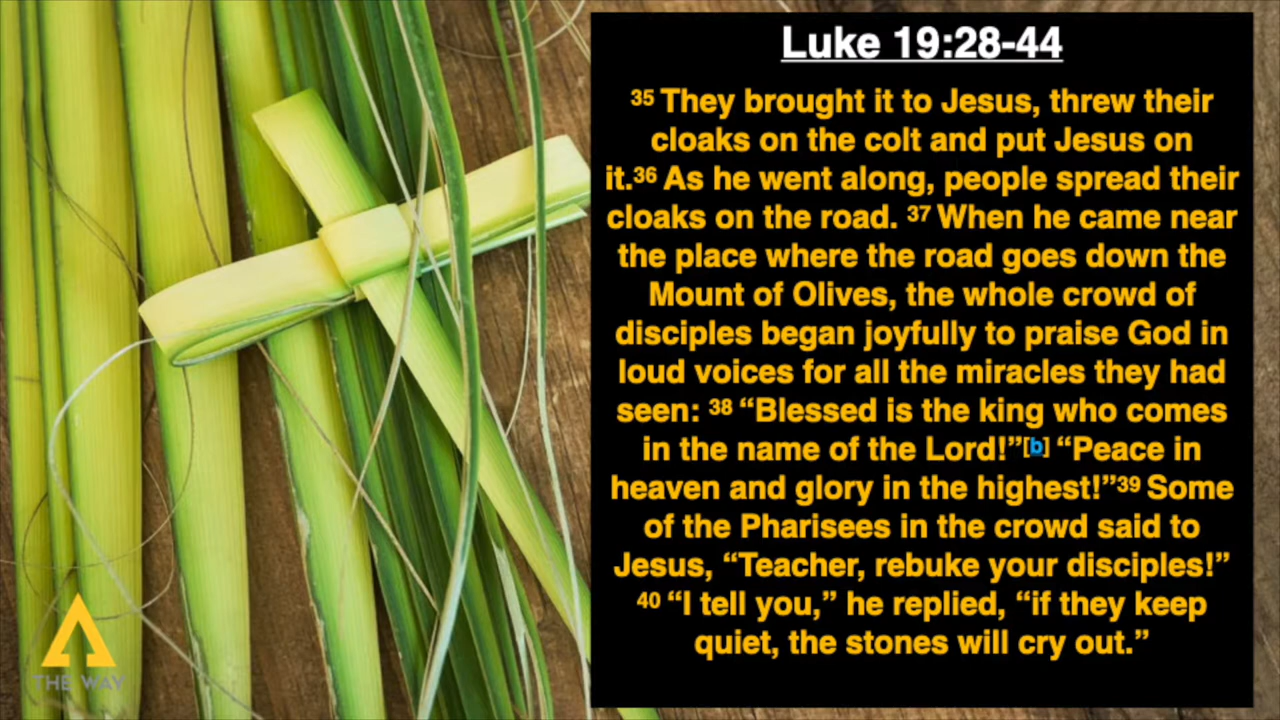 Luke 19:28-44
35 They brought it to Jesus, threw their
cloaks on the colt and put Jesus on
it.36 As he went along, people spread their
cloaks on the road. 37 When he came near
the place where the road goes down the
Mount of Olives, the whole crowd of
disciples began joyfully to praise God in
loud voices for all the miracles they had
seen: 38 “Blessed is the king who comes
in the name of the Lord!”[b] “Peace in
heaven and glory in the highest!”39 Some
of the Pharisees in the crowd said to
Jesus, “Teacher, rebuke your disciples!”
40 “I tell you,” he replied, “if they keep
quiet, the stones will cry out.”
THE WAY